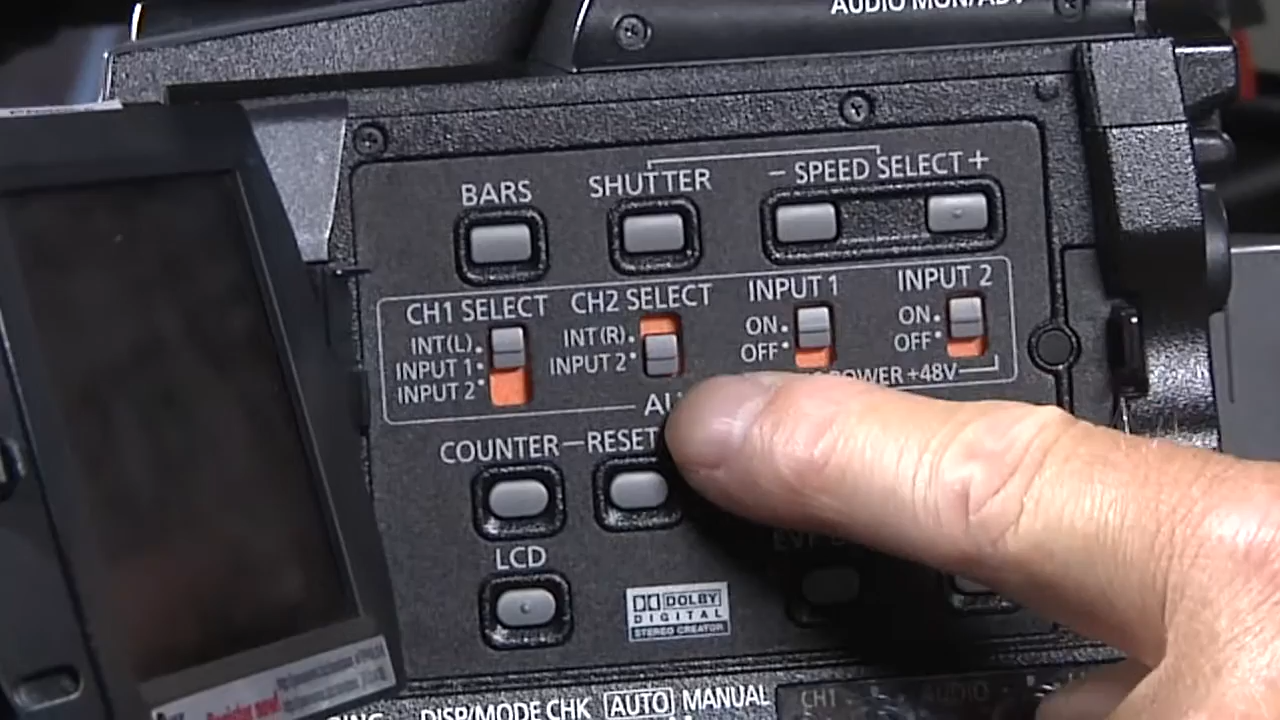 AUDIO MON/ADV
BARS
SHUTTER
− SPEED SELECT +
CH1 SELECT
INT(L)
INPUT 1
INPUT 2
CH2 SELECT
INT(R)
INPUT 2
INPUT 1
ON
OFF
INPUT 2
ON
OFF
POWER +48V
COUNTER—RESET
LCD
DOLBY
DIGITAL
STEREO CREATOR
DISP/MODE CHK AUTO MANUAL
CH1 AUDIO